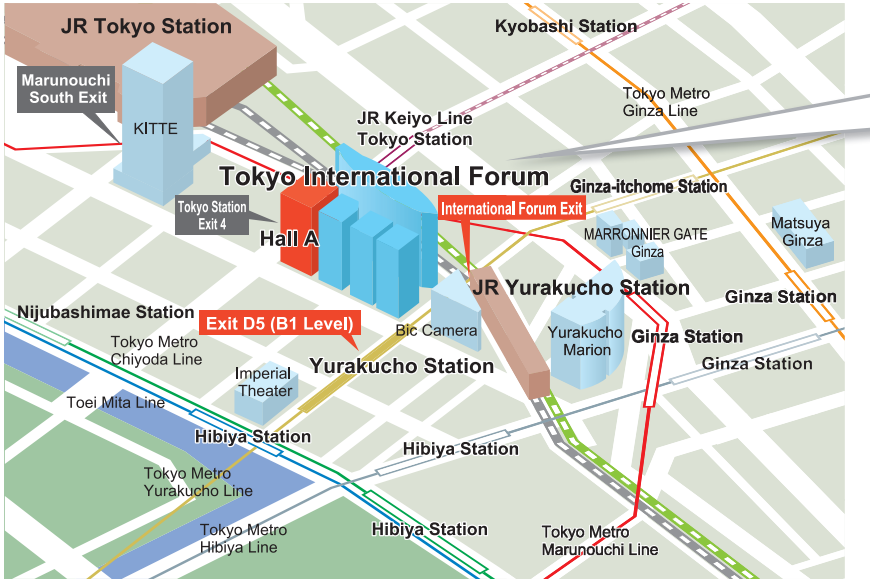 JR Tokyo Station
Kyobashi Station
Marunouchi
South Exit
KITTE
Tokyo Metro
Ginza Line
JR Keiyo Line
Tokyo Station
Tokyo International Forum
Ginza-itchome Station
Tokyo Station
Exit 4
International Forum Exit
Hall A
MARRONNIER GATE
Ginza
Matsuya
Ginza
JR Yurakucho Station
Ginza Station
Nijubashimae Station
Exit D5 (B1 Level)
Bic Camera
Yurakucho
Marion
Ginza Station
Tokyo Metro
Chiyoda Line
Yurakucho Station
Ginza Station
Imperial
Theater
Toei Mita Line
Hibiya Station
Hibiya Station
Tokyo Metro
Yurakucho Line
Tokyo Metro
Hibiya Line
Hibiya Station
Tokyo Metro
Marunouchi Line